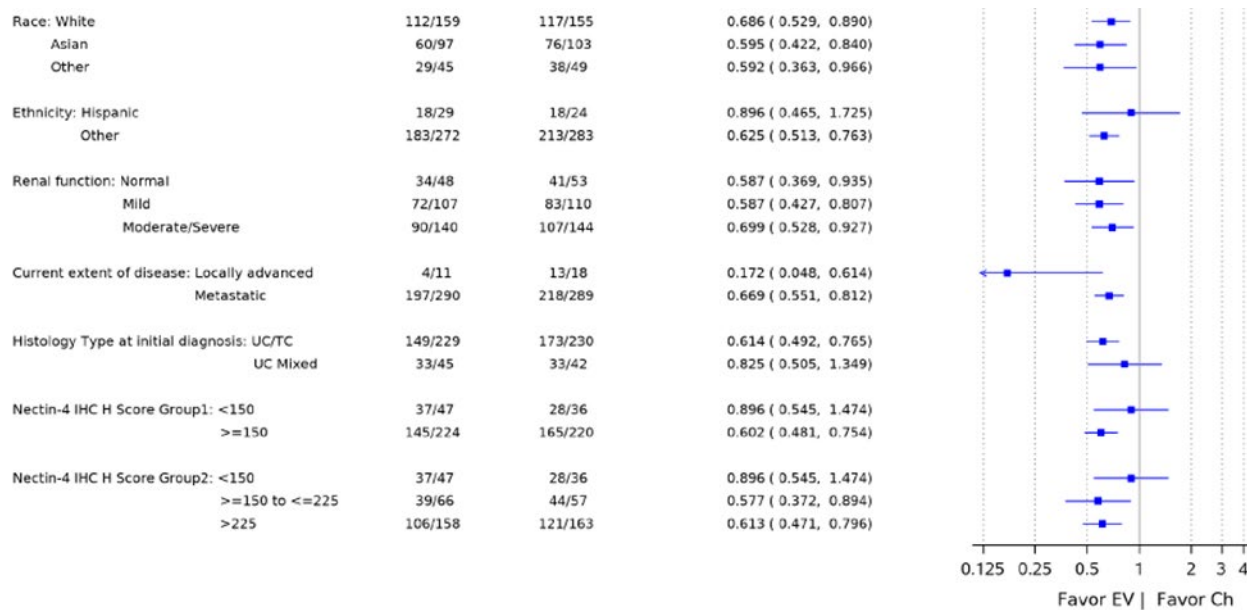 Race: White 112/159 117/155 0.686 ( 0.529, 0.890)
Asian 60/97 76/103 0.595 ( 0.422, 0.840)
Other 29/45 38/49 0.592 ( 0.363, 0.966)
Ethnicity: Hispanic 18/29 18/24 0.896 ( 0.465, 1.725)
Other 183/272 213/283 0.625 ( 0.513, 0.763)
Renal function: Normal 34/48 41/53 0.587 ( 0.369, 0.935)
Mild 72/107 83/110 0.587 ( 0.427, 0.807)
Moderate/Severe 90/140 107/144 0.699 ( 0.528, 0.927)
Current extent of disease: Locally advanced 4/11 13/18 0.172 ( 0.048, 0.614)
Metastatic 197/290 218/289 0.669 ( 0.551, 0.812)
Histology Type at initial diagnosis: UC/TC 149/229 173/230 0.614 ( 0.492, 0.765)
UC Mixed 33/45 33/42 0.825 ( 0.505, 1.349)
Nectin-4 IHC H Score Group1: <150 37/47 28/36 0.896 ( 0.545, 1.474)
>=150 145/224 165/220 0.602 ( 0.481, 0.754)
Nectin-4 IHC H Score Group2: <150 37/47 28/36 0.896 ( 0.545, 1.474)
>=150 to <=225 39/66 44/57 0.577 ( 0.372, 0.894)
>225 106/158 121/163 0.613 ( 0.471, 0.796)
0.125 0.25 0.5 1 2 3 4
Favor EV | Favor Ch